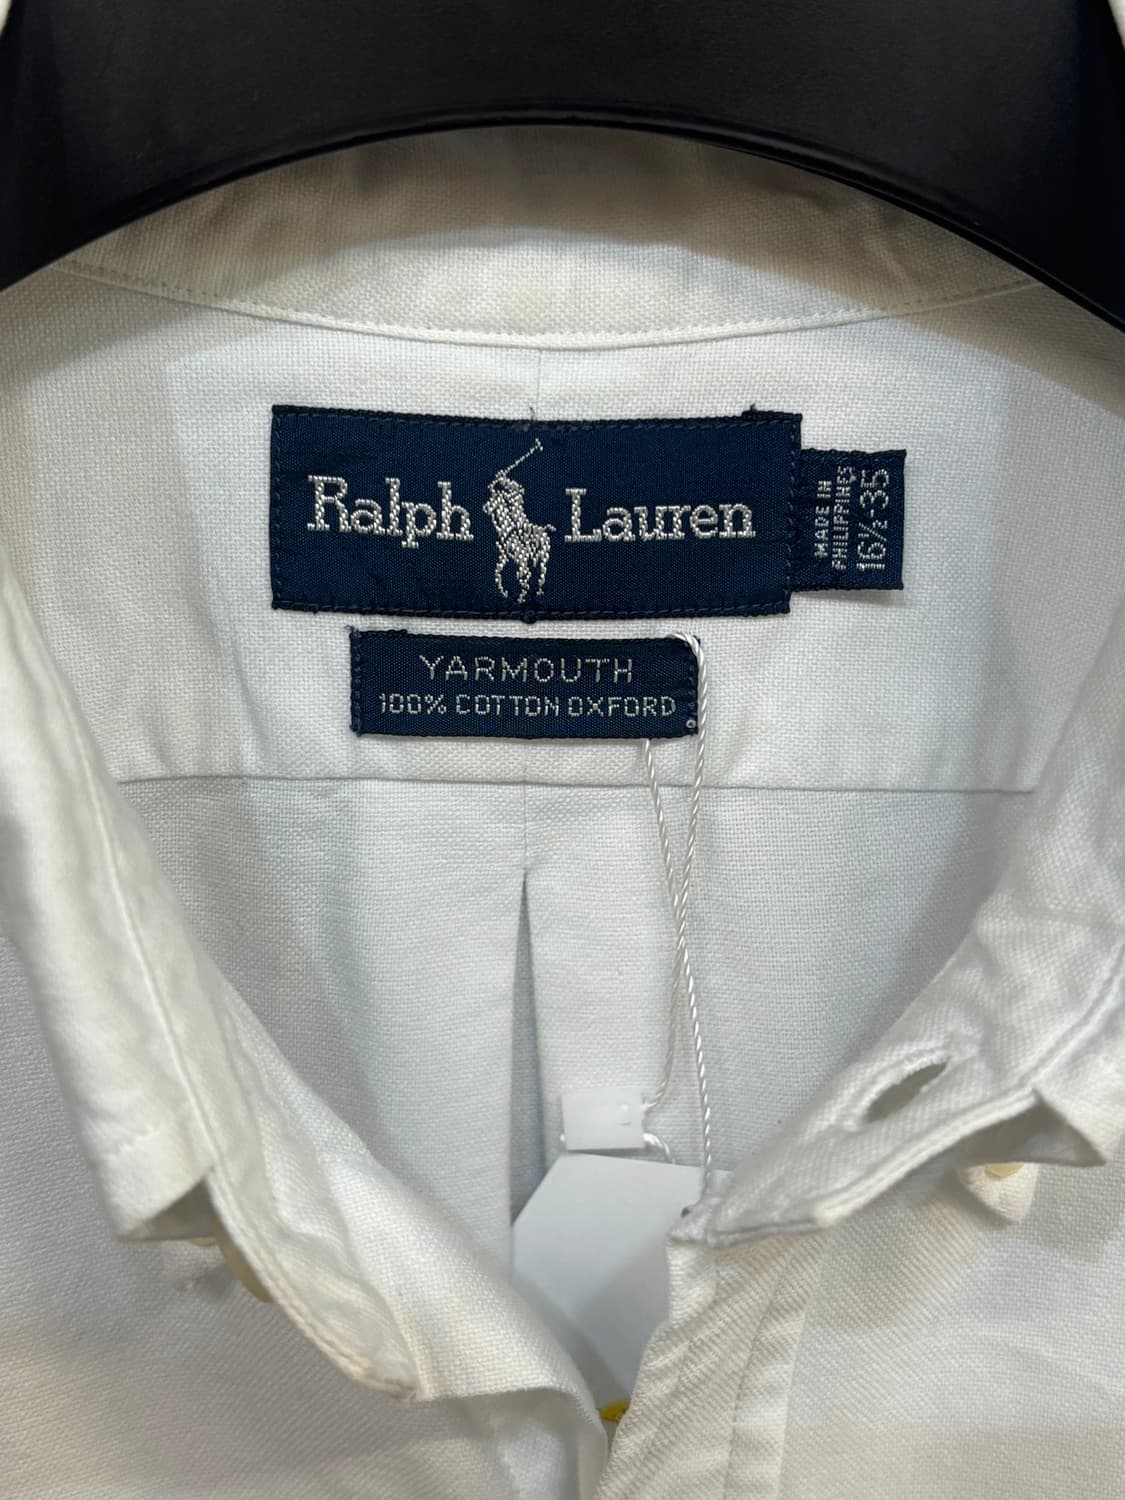 Ralph Lauren
MADE IN
PHILIPPINES
16½-35
YARMOUTH
100% COTTON OXFORD